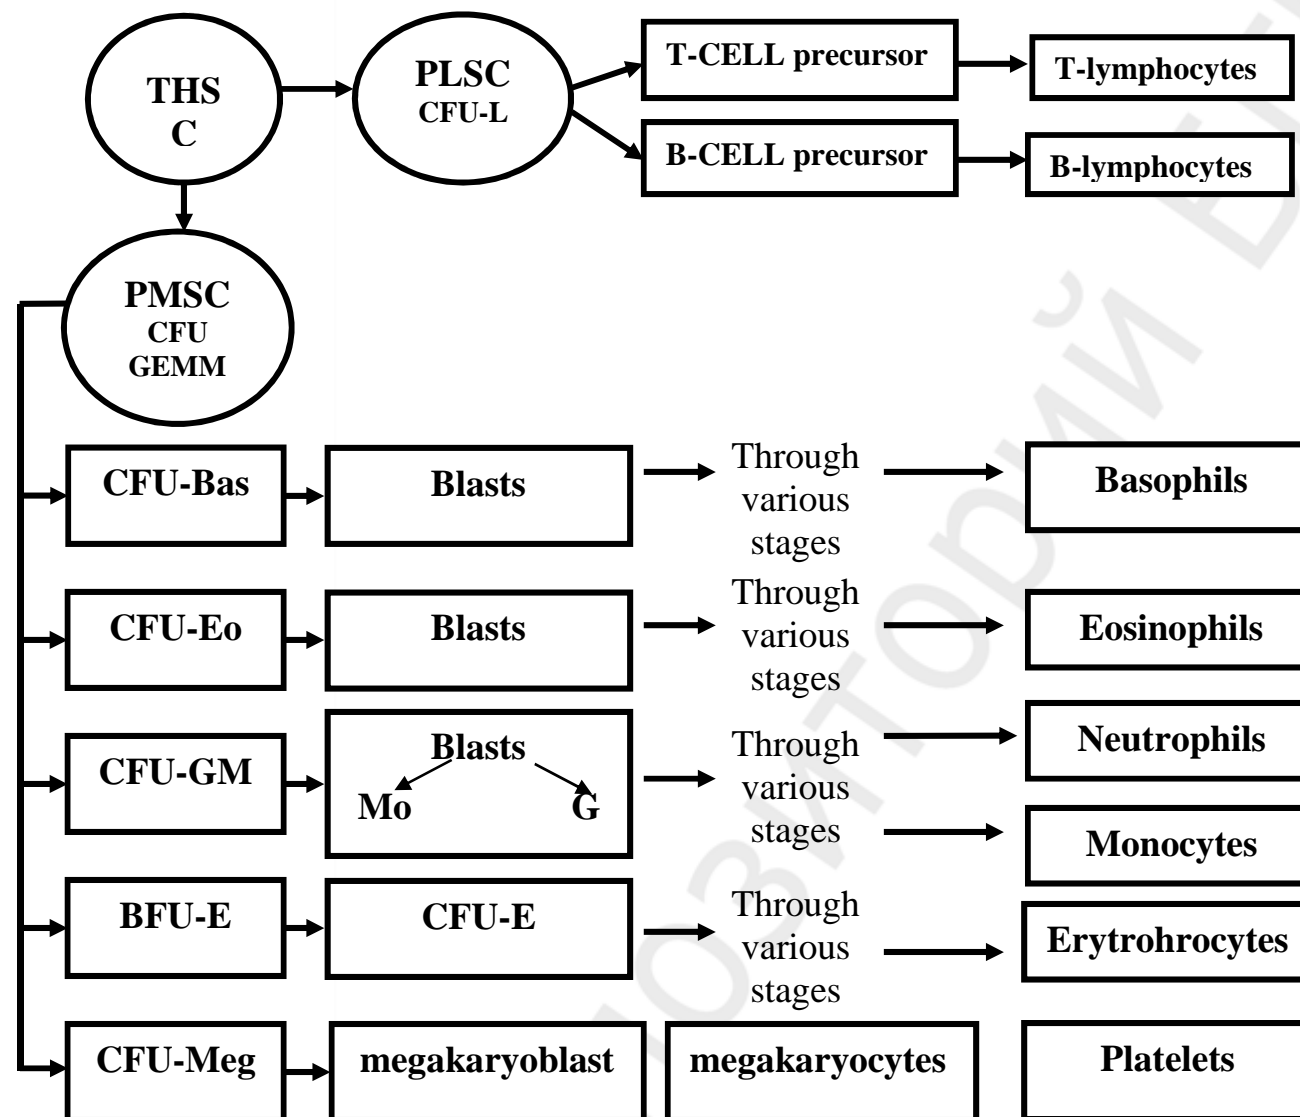 THS
C
PLSC
CFU-L
T-CELL precursor
T-lymphocytes
B-CELL precursor
B-lymphocytes
PMSC
CFU
GEMM
CFU-Bas
Blasts
Through
various
stages
Basophils
CFU-Eo
Blasts
Through
various
stages
Eosinophils
CFU-GM
Blasts
Mo G
Through
various
stages
Neutrophils
Monocytes
BFU-E
CFU-E
Through
various
stages
Erytrohrocytes
CFU-Meg
megakaryoblast
megakaryocytes
Platelets